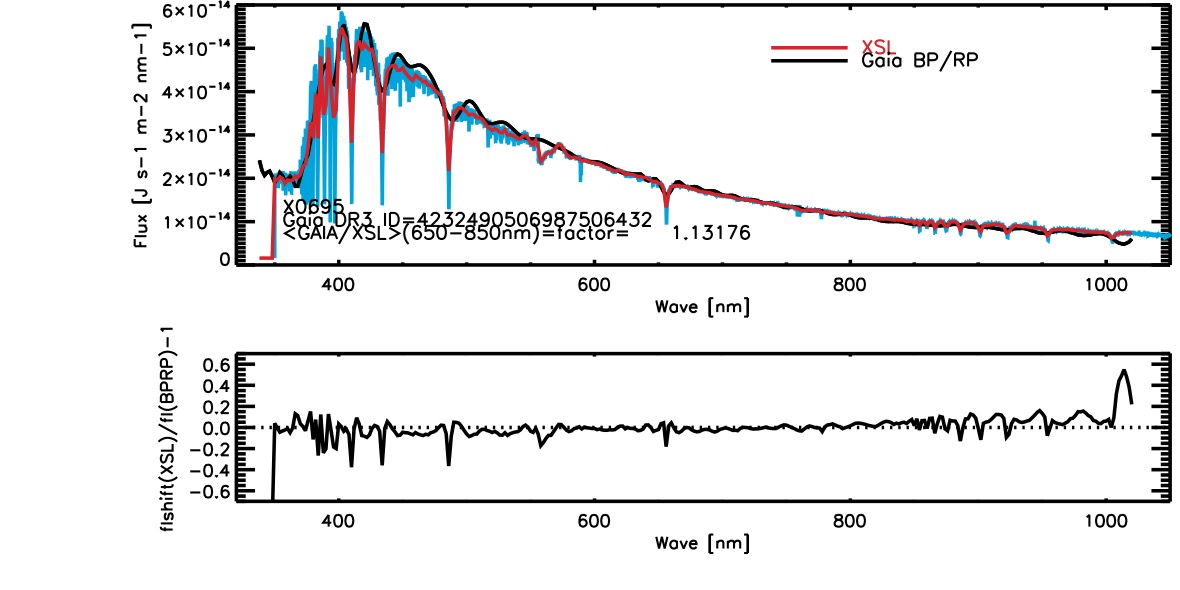 6×10⁻¹⁴
5×10⁻¹⁴
4×10⁻¹⁴
3×10⁻¹⁴
2×10⁻¹⁴
1×10⁻¹⁴
0
Flux [J s-1 m-2 nm-1]
XSL
Gaia BP/RP
X0695
Gaia DR3 ID=4232490506987506432
<GAIA/XSL>(650-850nm)=factor= 1.13176
400 600 800 1000
Wave [nm]
0.6
0.4
0.2
0.0
-0.2
-0.4
-0.6
flshift(XSL)/fl(BPRP)-1
400 600 800 1000
Wave [nm]